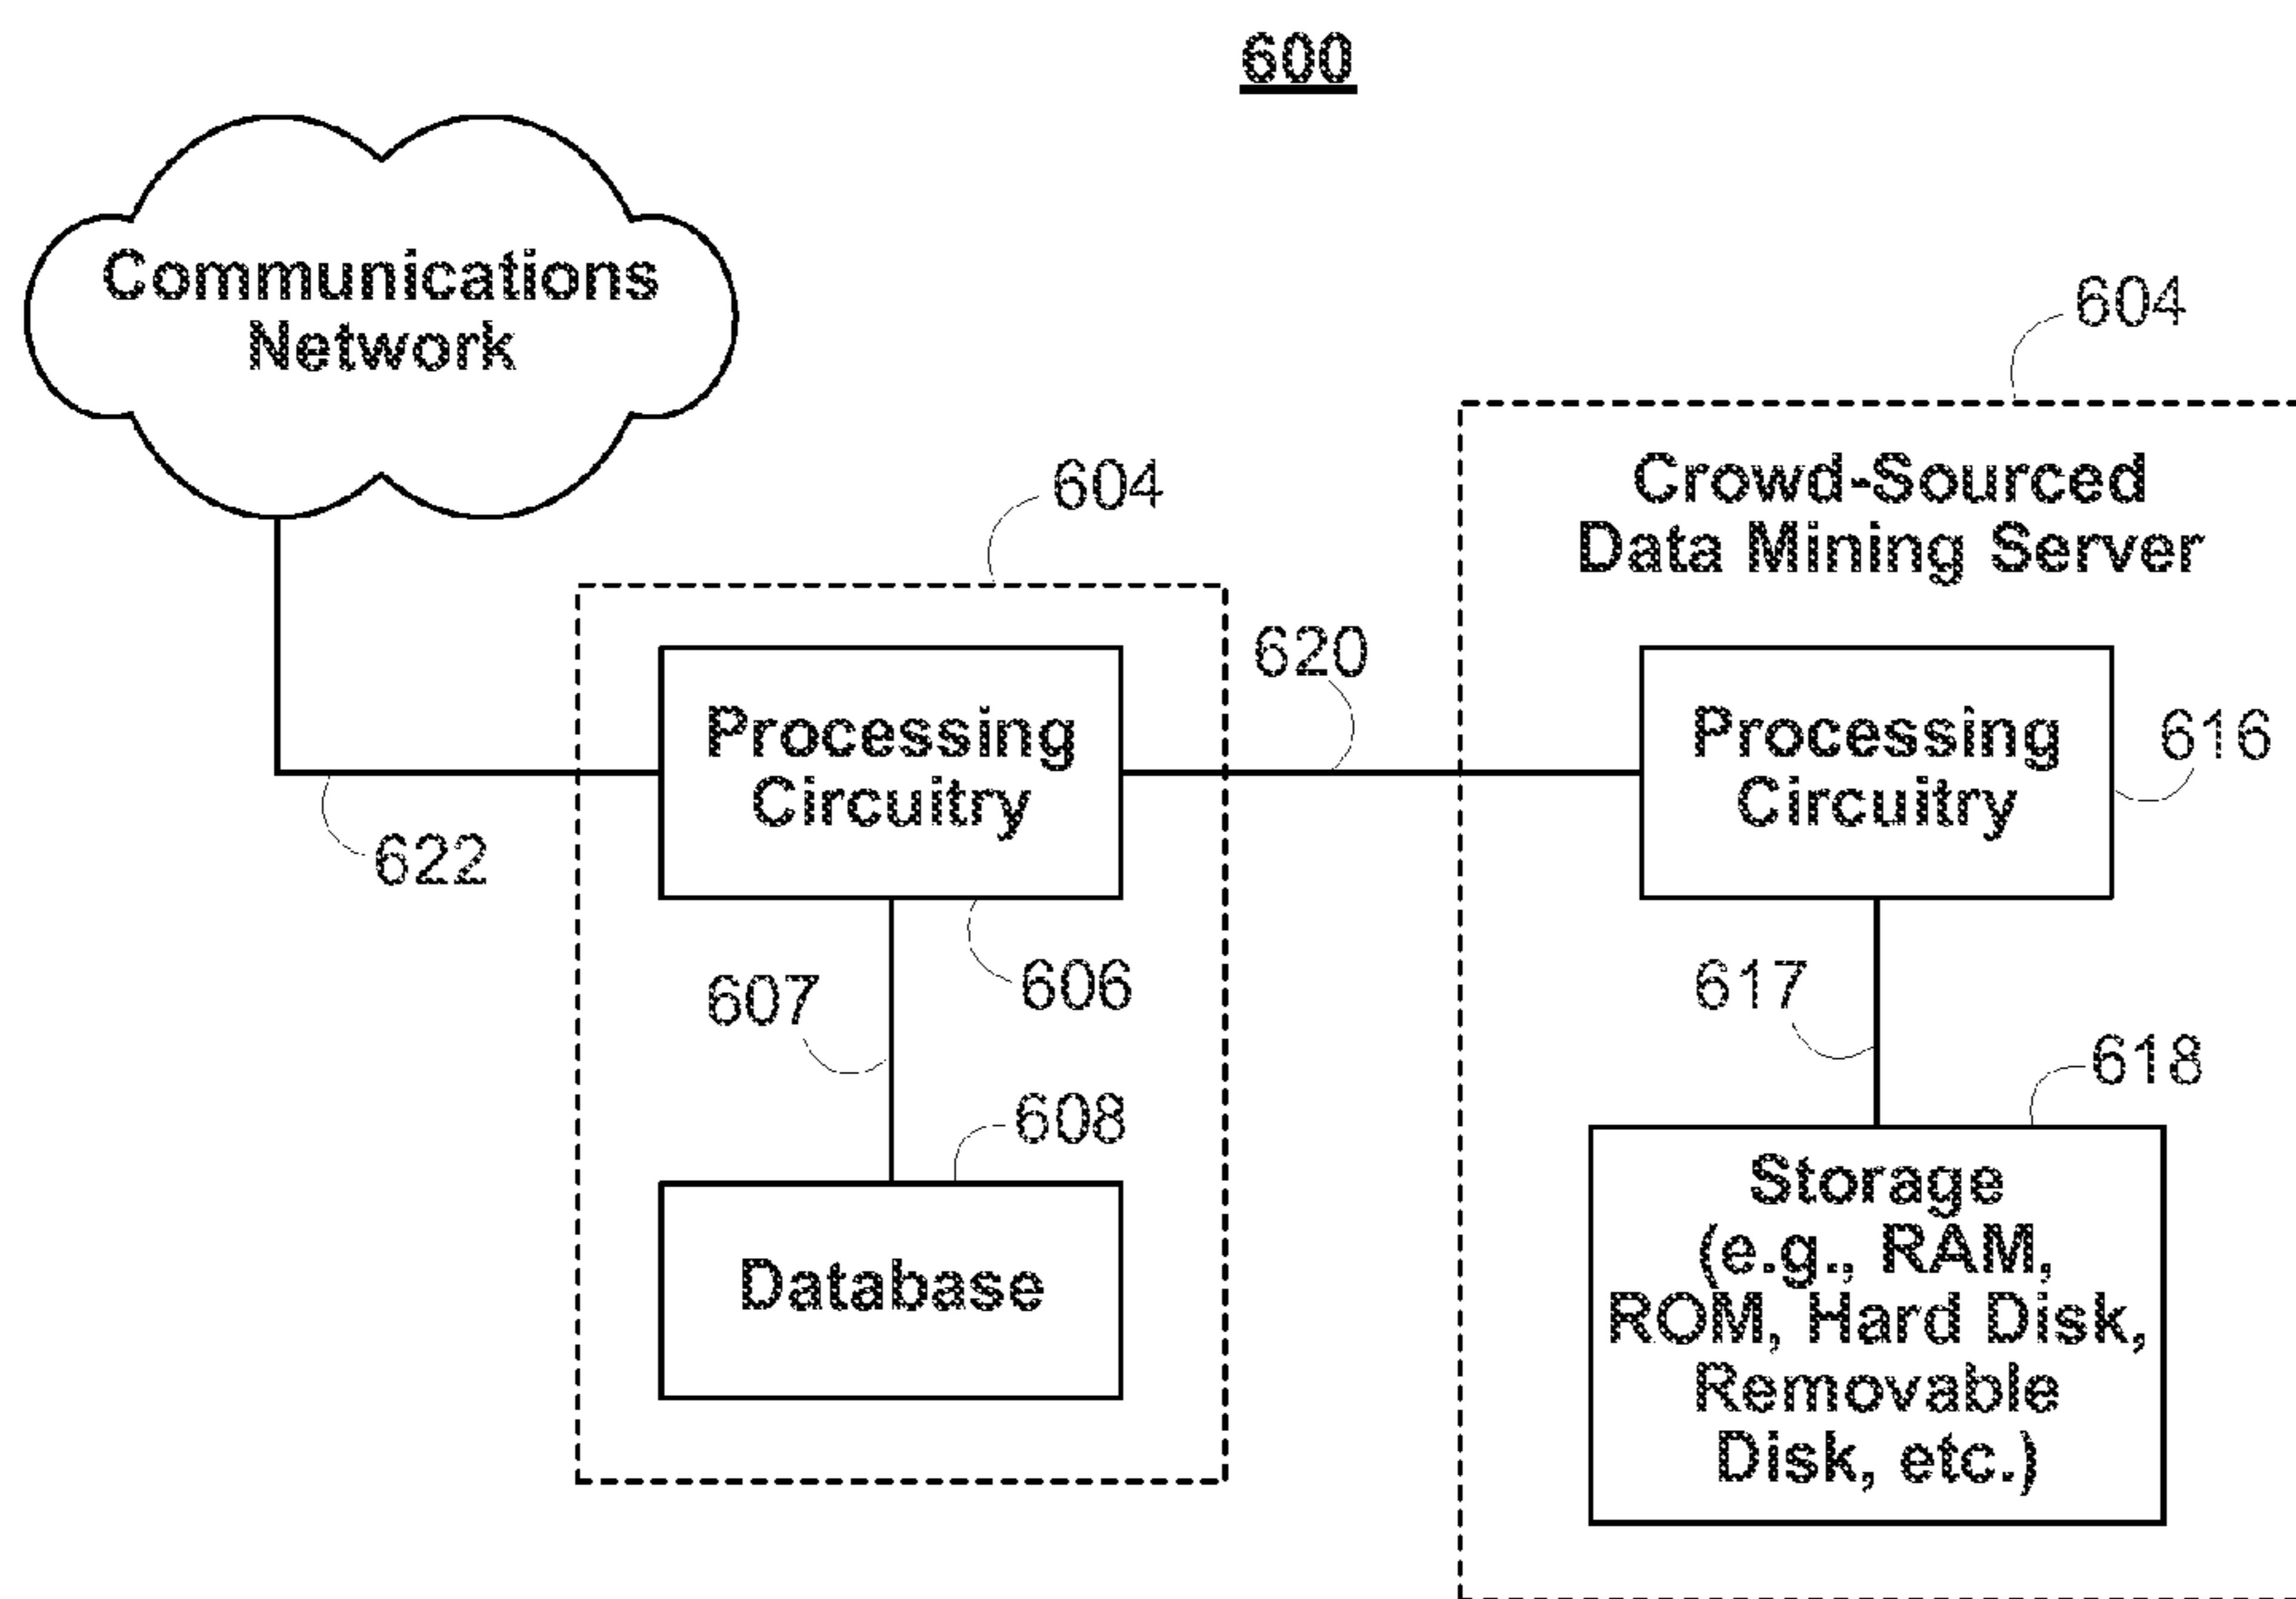 600
Communications
Network
604
Crowd-Sourced
Data Mining Server
604
620
Processing
Circuitry
Processing
Circuitry
616
622
607
606
617
618
608
Database
Storage
(e.g., RAM,
ROM, Hard Disk,
Removable
Disk, etc.)